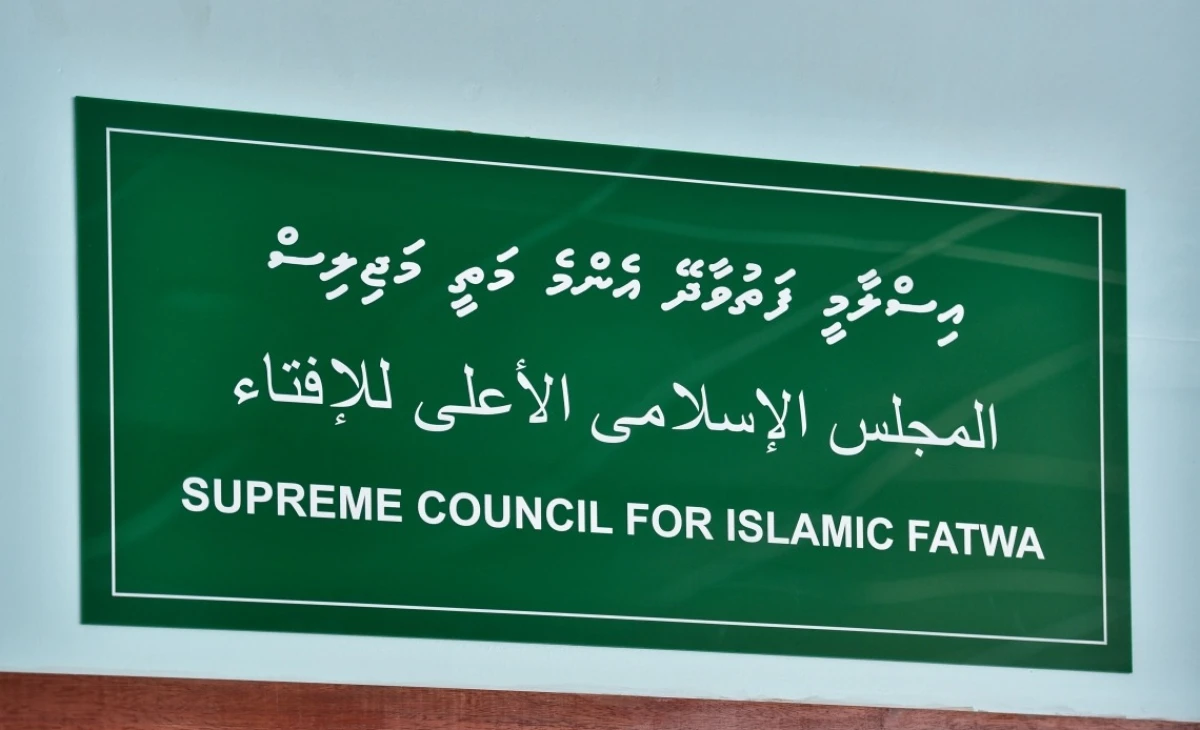 އިސްލާމީ ފަތުވާދޭ އެންމެ މަތީ މަޖިލިސް
المجلس الإسلامى الأعلى للإفتاء
SUPREME COUNCIL FOR ISLAMIC FATWA